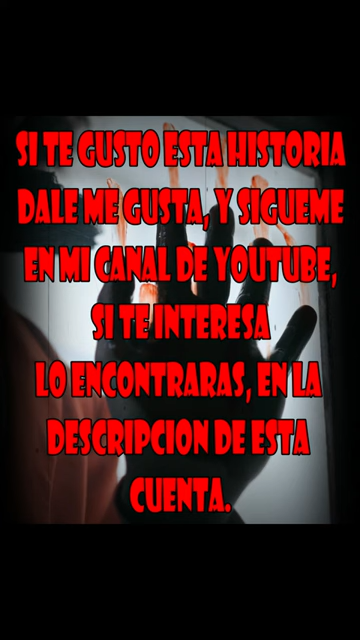 SI TE GUSTO ESTA HISTORIA
DALE ME GUSTA, Y SIGUEME
EN MI CANAL DE YOUTUBE,
SI TE INTERESA
LO ENCONTRARAS, EN LA
DESCRIPCION DE ESTA
CUENTA.